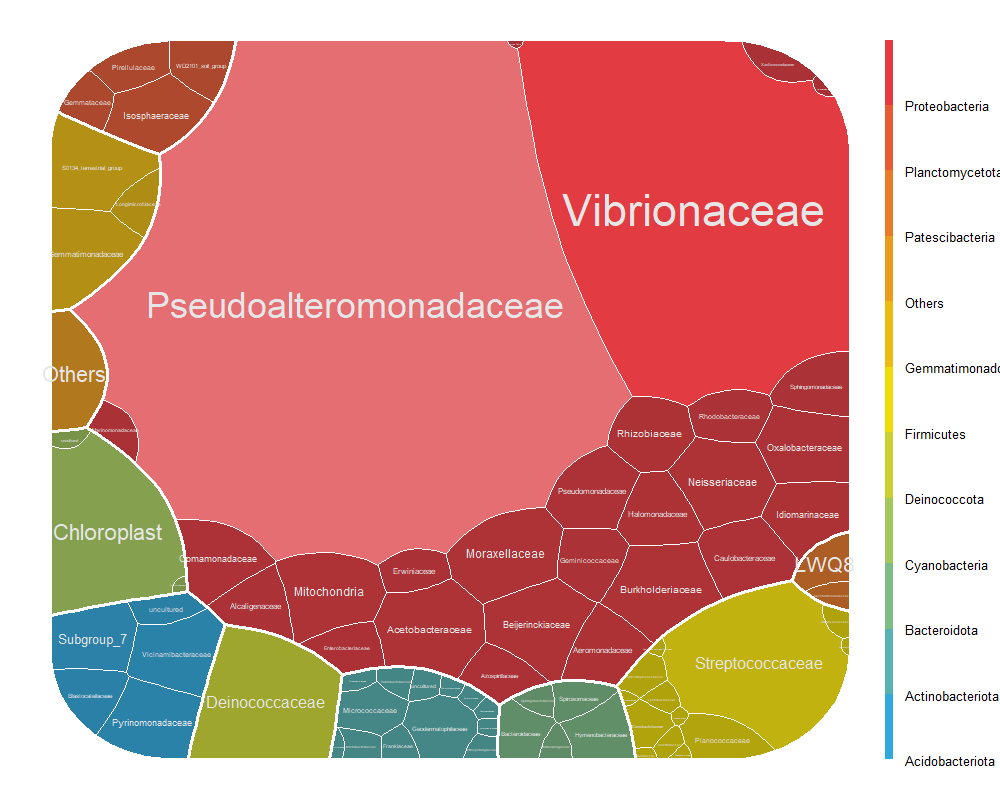 Pirellulaceae
WD2101_soil_group
Gemmataceae
Isosphaeraceae
Xanthomonadaceae
S0134_terrestrial_group
Longimicrobiaceae
Gemmatimonadaceae
Vibrionaceae
Pseudoalteromonadaceae
Others
Sphingomonadaceae
Rhodobacteraceae
Rhizobiaceae
Oxalobacteraceae
Neisseriaceae
Pseudomonadaceae
Halomonadaceae
Idiomarinaceae
Chloroplast
Comamonadaceae
Moraxellaceae
Geminicoccaceae
Caulobacteraceae
LWQ8
Erwiniaceae
Mitochondria
Burkholderiaceae
Alcaligenaceae
uncultured
Acetobacteraceae
Beijerinckiaceae
Subgroup_7
Vicinamibacteraceae
Enterobacteriaceae
Aeromonadaceae
Streptococcaceae
Azospirillaceae
Blastocatellaceae
Pyrinomonadaceae
Deinococcaceae
uncultured
Micrococcaceae
Geodermatophilaceae
Frankiaceae
Spirosomaceae
Bacteroidaceae
Hymenobacteraceae
Planococcaceae
Proteobacteria
Planctomycetota
Patescibacteria
Others
Gemmatimonado
Firmicutes
Deinococcota
Cyanobacteria
Bacteroidota
Actinobacteriota
Acidobacteriota